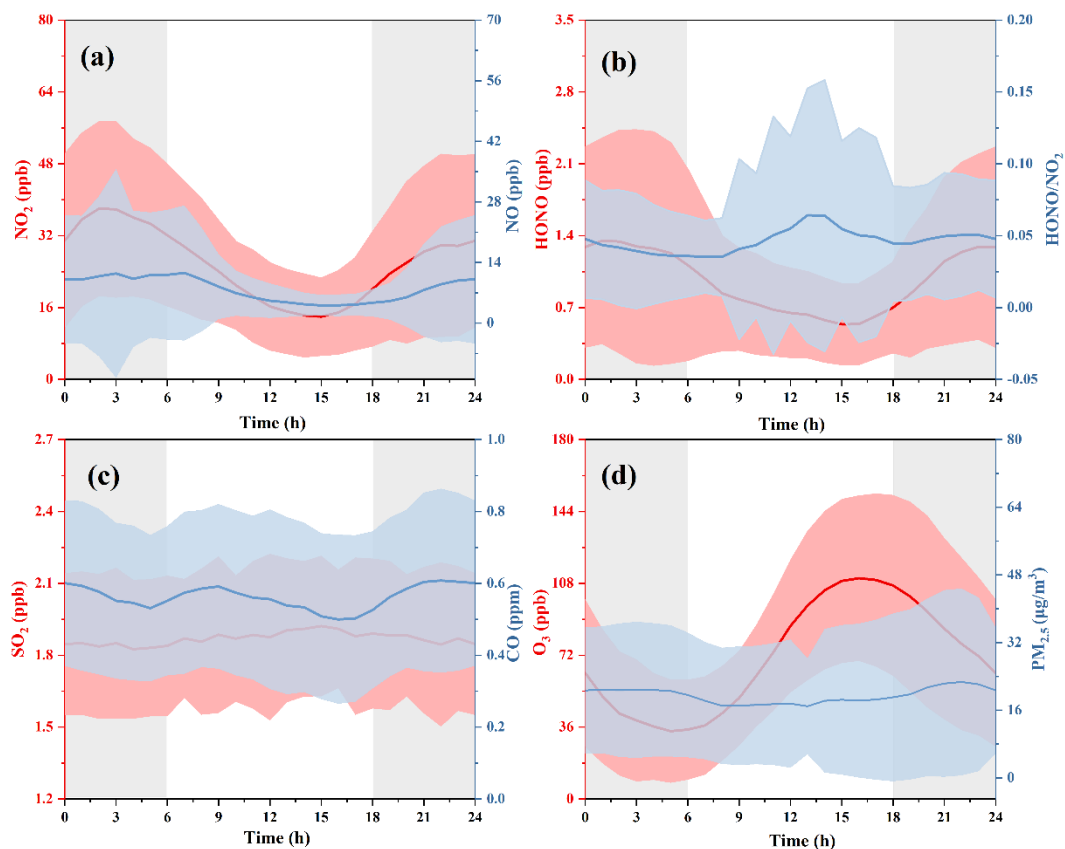 (a)
NO2 (ppb)
80
64
48
32
16
0
NO (ppb)
70
56
42
28
14
0
0 3 6 9 12 15 18 21 24
Time (h)
(b)
HONO (ppb)
3.5
2.8
2.1
1.4
0.7
0.0
HONO/NO2
0.20
0.15
0.10
0.05
0.00
-0.05
0 3 6 9 12 15 18 21 24
Time (h)
(c)
SO2 (ppb)
2.7
2.4
2.1
1.8
1.5
1.2
CO (ppm)
1.0
0.8
0.6
0.4
0.2
0.0
0 3 6 9 12 15 18 21 24
Time (h)
(d)
O3 (ppb)
180
144
108
72
36
0
PM2.5 (μg/m3)
80
64
48
32
16
0
0 3 6 9 12 15 18 21 24
Time (h)